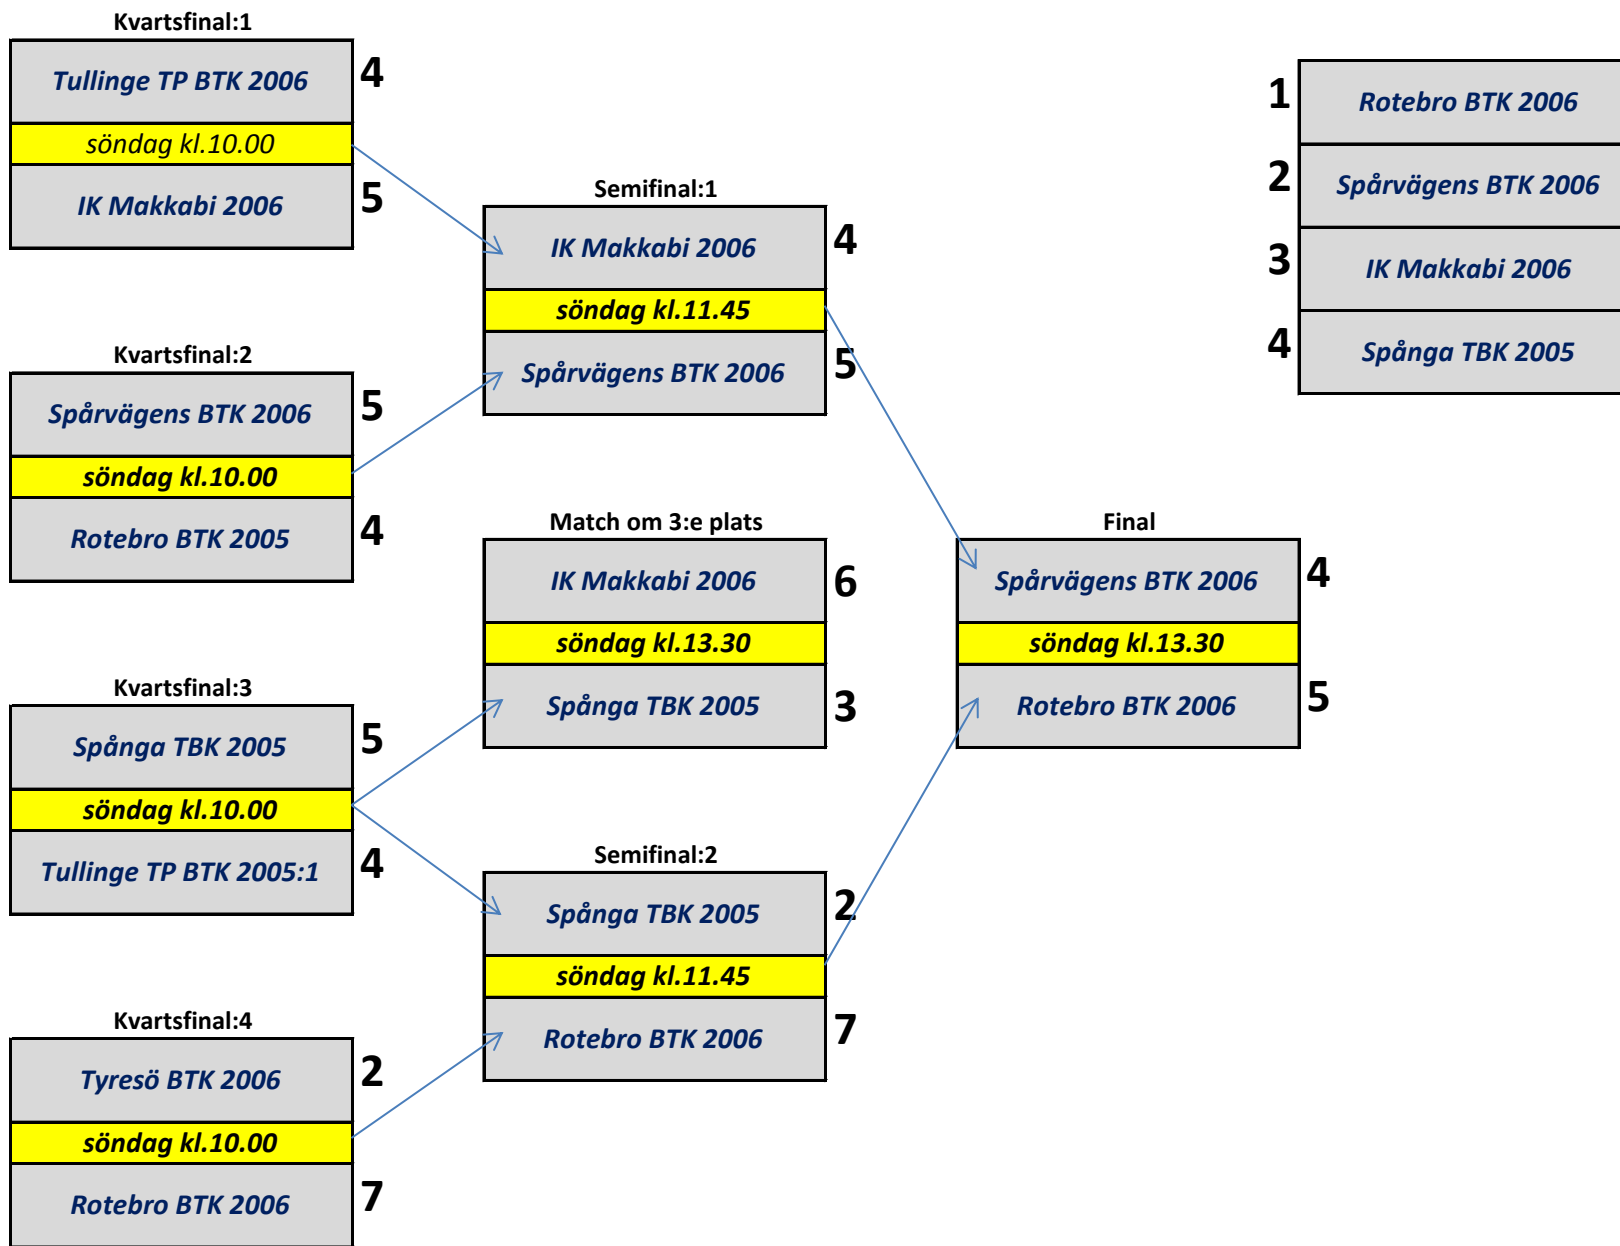 Kvartsfinal:1
Tullinge TP BTK 2006 4
söndag kl.10.00
IK Makkabi 2006 5
Kvartsfinal:2
Spårvägens BTK 2006 5
söndag kl.10.00
Rotebro BTK 2005 4
Kvartsfinal:3
Spånga TBK 2005 5
söndag kl.10.00
Tullinge TP BTK 2005:1 4
Kvartsfinal:4
Tyresö BTK 2006 2
söndag kl.10.00
Rotebro BTK 2006 7
Semifinal:1
IK Makkabi 2006 4
söndag kl.11.45
Spårvägens BTK 2006 5
Match om 3:e plats
IK Makkabi 2006 6
söndag kl.13.30
Spånga TBK 2005 3
Semifinal:2
Spånga TBK 2005 2
söndag kl.11.45
Rotebro BTK 2006 7
Final
Spårvägens BTK 2006 4
söndag kl.13.30
Rotebro BTK 2006 5
1 Rotebro BTK 2006
2 Spårvägens BTK 2006
3 IK Makkabi 2006
4 Spånga TBK 2005